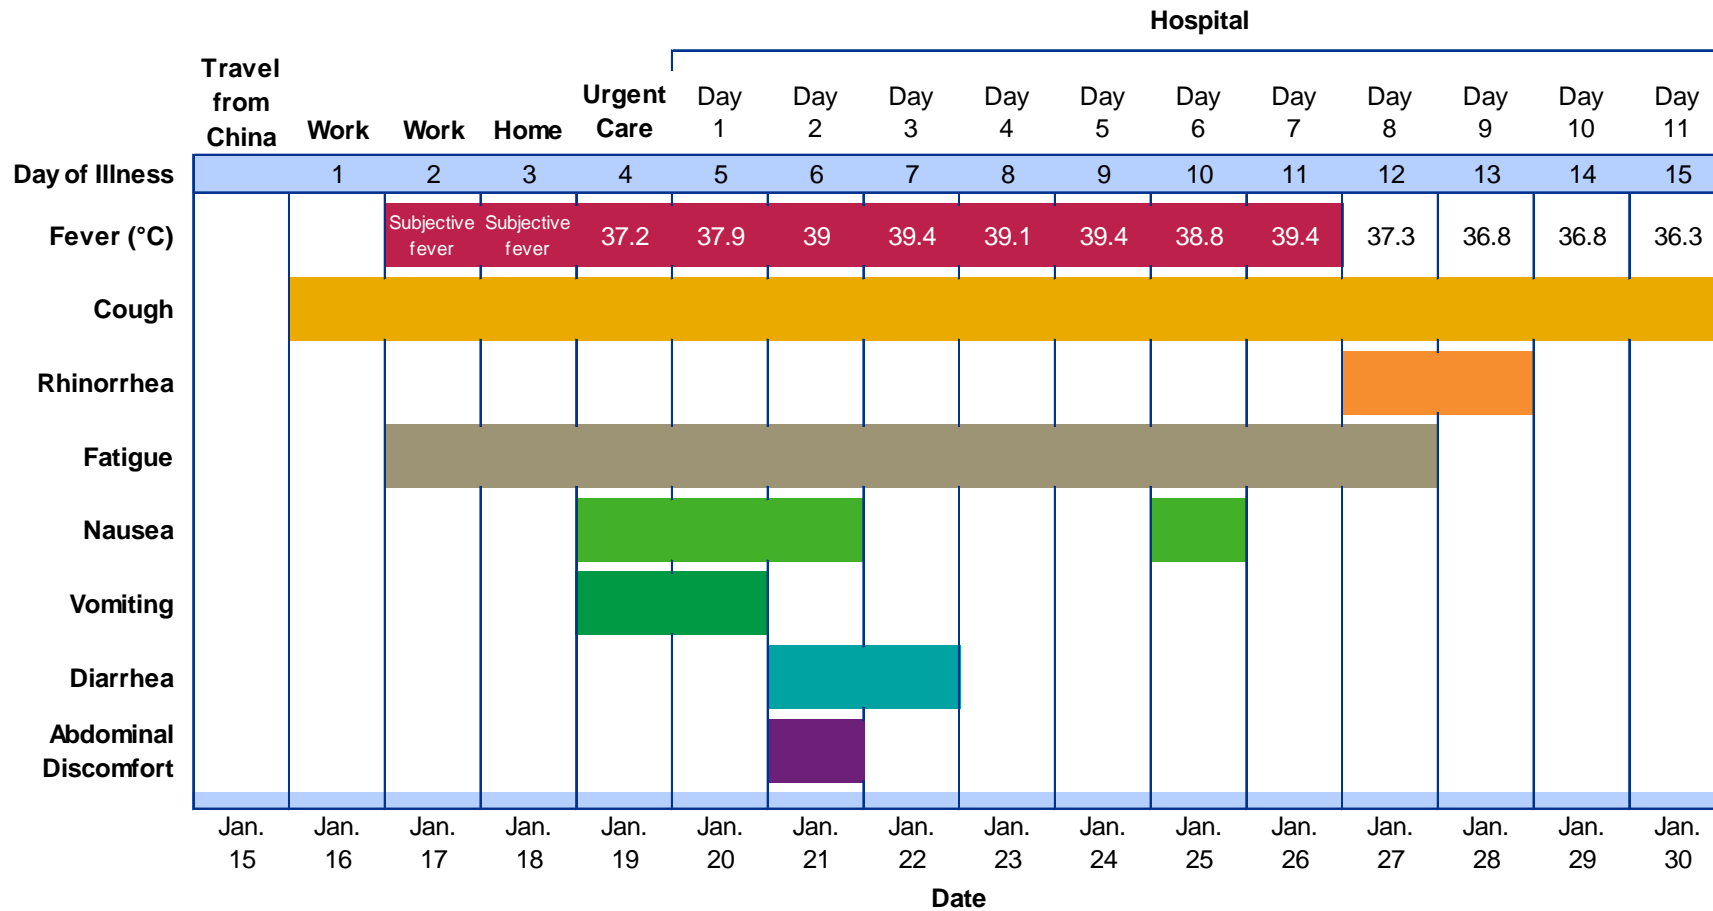 Hospital
Travel
from
China
Work
Work
Home
Urgent
Care
Day
1
Day
2
Day
3
Day
4
Day
5
Day
6
Day
7
Day
8
Day
9
Day
10
Day
11
Day of Illness 1 2 3 4 5 6 7 8 9 10 11 12 13 14 15
Fever (°C)
Subjective
fever
Subjective
fever
37.2 37.9 39 39.4 39.1 39.4 38.8 39.4 37.3 36.8 36.8 36.3
Cough
Rhinorrhea
Fatigue
Nausea
Vomiting
Diarrhea
Abdominal
Discomfort
Jan.
15
Jan.
16
Jan.
17
Jan.
18
Jan.
19
Jan.
20
Jan.
21
Jan.
22
Jan.
23
Jan.
24
Jan.
25
Jan.
26
Jan.
27
Jan.
28
Jan.
29
Jan.
30
Date